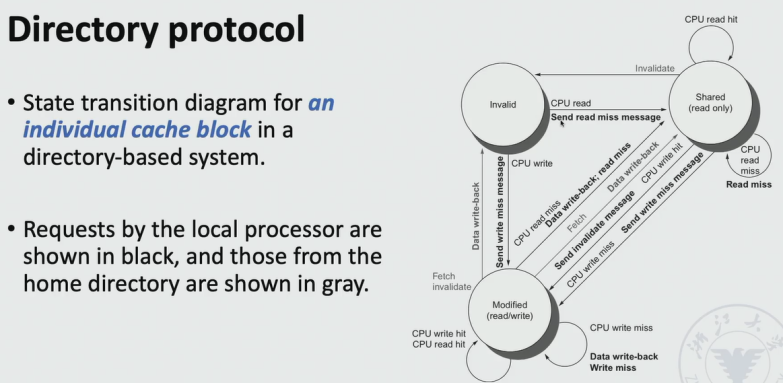 Directory protocol
• State transition diagram for an
individual cache block in a
directory-based system.
• Requests by the local processor are
shown in black, and those from the
home directory are shown in gray.
CPU read hit
Invalidate
Invalid
CPU read
Send read miss message
Shared
(read only)
CPU
read
miss
Read miss
CPU write
Send write miss message
Data write-back
Fetch
invalidate
CPU read miss
Data write-back; read miss
Fetch
Data write-back
Send invalidate message
CPU write hit
CPU write miss
Send write miss message
Modified
(read/write)
CPU write hit
CPU read hit
CPU write miss
Data write-back
Write miss